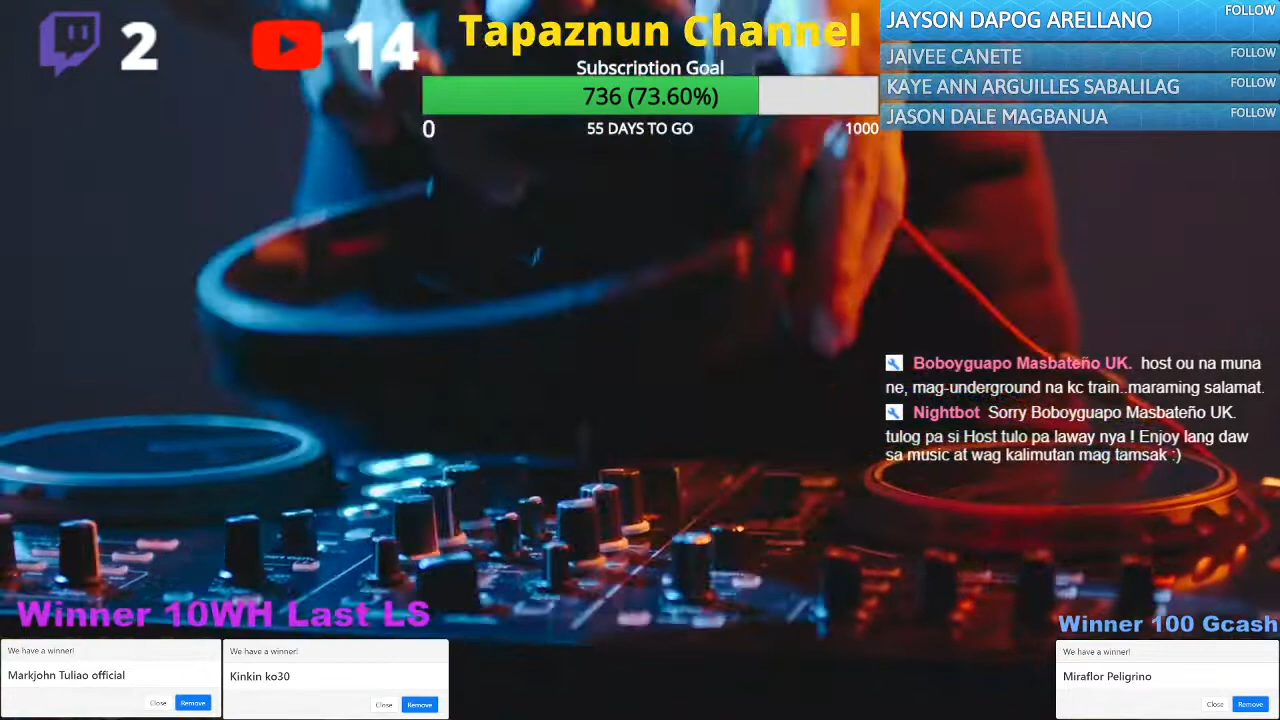 2
14
Tapaznun Channel
Subscription Goal
736 (73.60%)
0
55 DAYS TO GO
1000
JAYSON DAPOG ARELLANO
FOLLOW
JAIVEE CANETE
FOLLOW
KAYE ANN ARGUILLES SABALILAG
FOLLOW
JASON DALE MAGBANUA
FOLLOW
Boboyguapo Masbateño UK. host ou na muna
ne, mag-underground na kc train..maraming salamat.
Nightbot Sorry Boboyguapo Masbateño UK.
tulog pa si Host tulo pa laway nya ! Enjoy lang daw
sa music at wag kalimutan mag tamsak :)
Winner 10WH Last LS
We have a winner!
Markjohn Tuliao official
Close Remove
We have a winner!
Kinkin ko30
Close Remove
Winner 100 Gcash
We have a winner!
Miraflor Peligrino
Close Remove